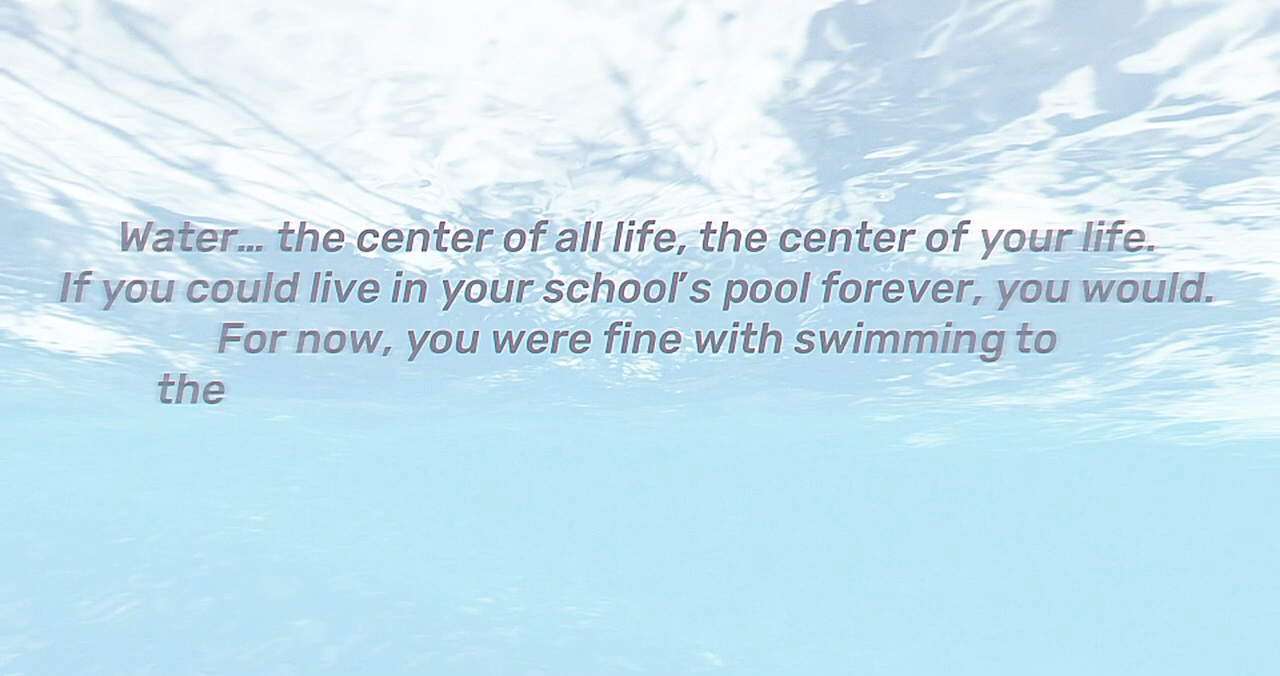 Water... the center of all life, the center of your life.
If you could live in your school's pool forever, you would.
For now, you were fine with swimming to
the